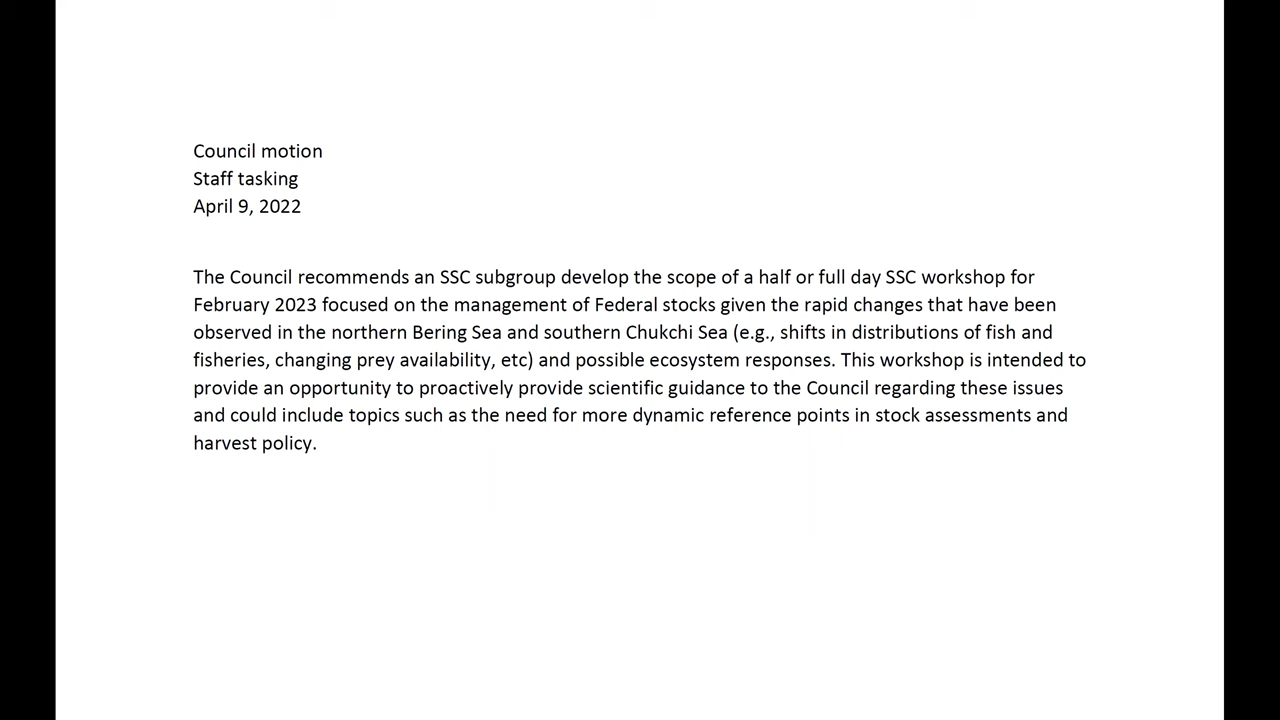 Council motion
Staff tasking
April 9, 2022
The Council recommends an SSC subgroup develop the scope of a half or full day SSC workshop for
February 2023 focused on the management of Federal stocks given the rapid changes that have been
observed in the northern Bering Sea and southern Chukchi Sea (e.g., shifts in distributions of fish and
fisheries, changing prey availability, etc) and possible ecosystem responses. This workshop is intended to
provide an opportunity to proactively provide scientific guidance to the Council regarding these issues
and could include topics such as the need for more dynamic reference points in stock assessments and
harvest policy.